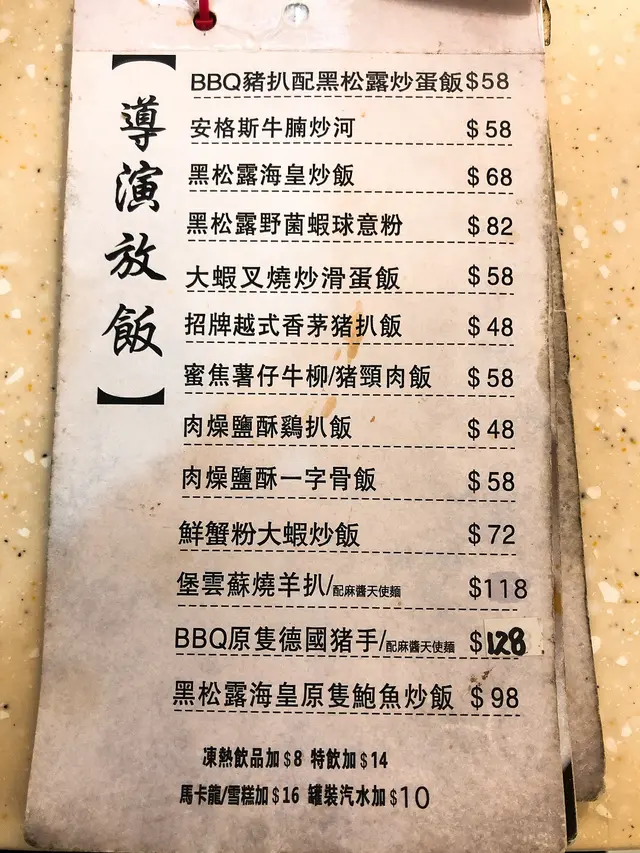 【導演放飯】
BBQ豬扒配黑松露炒蛋飯$58
安格斯牛腩炒河 $58
黑松露海皇炒飯 $68
黑松露野菌蝦球意粉 $82
大蝦叉燒炒滑蛋飯 $58
招牌越式香茅猪扒飯 $48
蜜焦薯仔牛柳/猪頸肉飯 $58
肉燥鹽酥鷄扒飯 $48
肉燥鹽酥一字骨飯 $58
鮮蟹粉大蝦炒飯 $72
堡雲蘇燒羊扒/配麻醬天使麵 $118
BBQ原隻德國猪手/配麻醬天使麵 $128
黑松露海皇原隻鮑魚炒飯 $98
凍熱飲品加$8 特飲加$14
馬卡龍/雪糕加$16 罐裝汽水加$10